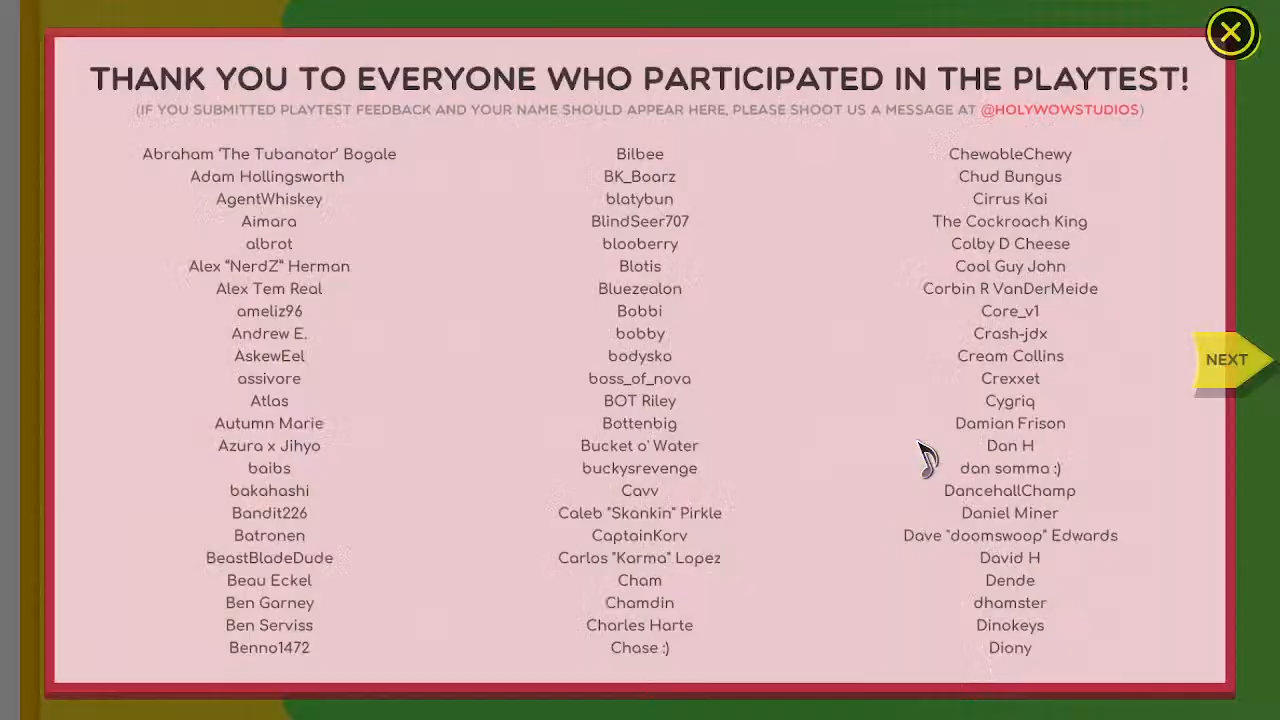 THANK YOU TO EVERYONE WHO PARTICIPATED IN THE PLAYTEST!
(IF YOU SUBMITTED PLAYTEST FEEDBACK AND YOUR NAME SHOULD APPEAR HERE, PLEASE SHOOT US A MESSAGE AT @HOLYWOWSTUDIOS)
Abraham ‘The Tubanator’ Bogale
Adam Hollingsworth
AgentWhiskey
Aimara
albrot
Alex “NerdZ” Herman
Alex Tem Real
ameliz96
Andrew E.
AskewEel
assivore
Atlas
Autumn Marie
Azura x Jihyo
baibs
bakahashi
Bandit226
Batronen
BeastBladeDude
Beau Eckel
Ben Garney
Ben Serviss
Benno1472
Bilbee
BK_Boarz
blatybun
BlindSeer707
blooberry
Blotis
Bluezealon
Bobbi
bobby
bodysko
boss_of_nova
BOT Riley
Bottenbig
Bucket o' Water
buckysrevenge
Cavv
Caleb "Skankin" Pirkle
CaptainKorv
Carlos "Karma" Lopez
Cham
Chamdin
Charles Harte
Chase :)
ChewableChewy
Chud Bungus
Cirrus Kai
The Cockroach King
Colby D Cheese
Cool Guy John
Corbin R VanDerMeide
Core_v1
Crash-jdx
Cream Collins
Crexxet
Cygriq
Damian Frison
Dan H
dan somma :)
DancehallChamp
Daniel Miner
Dave "doomswoop" Edwards
David H
Dende
dhamster
Dinokeys
Diony
NEXT